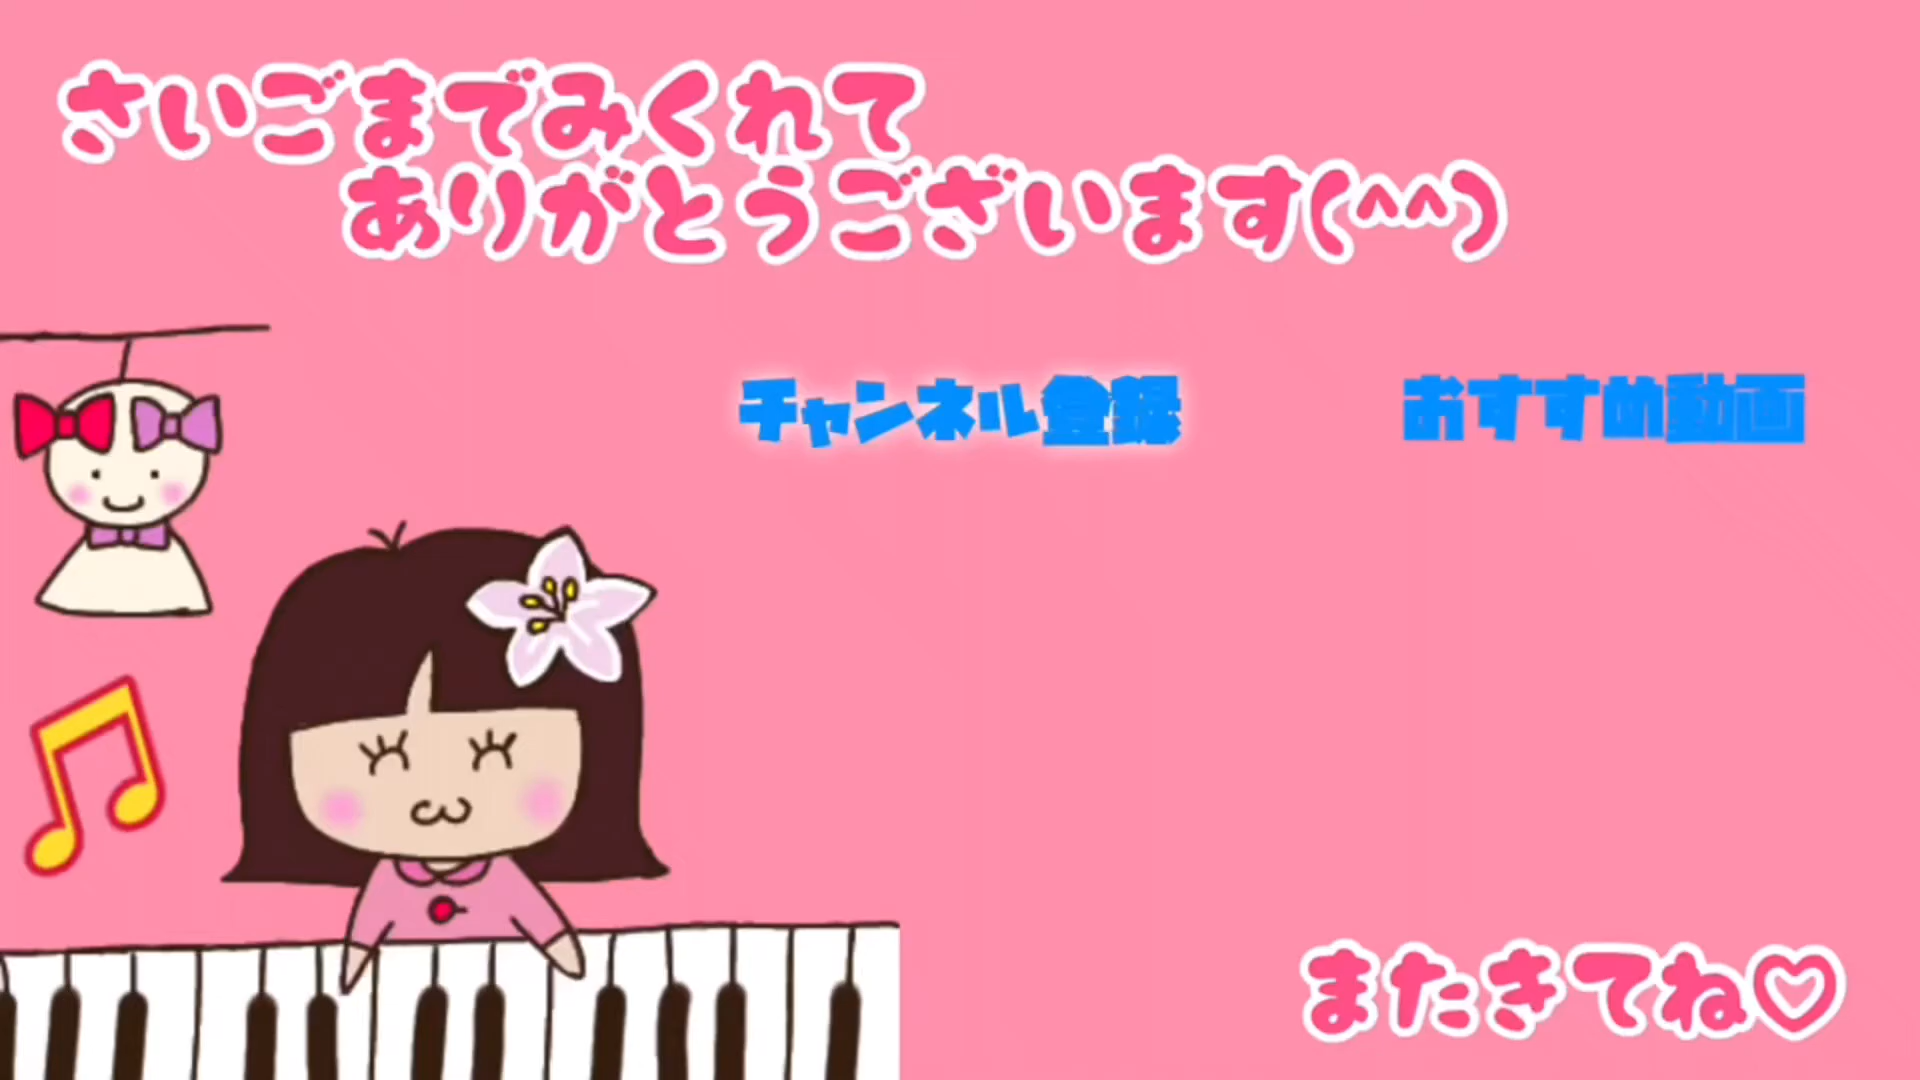 さいごまでみくれて
ありがとうございます(^^)
チャンネル登録
おすすめ動画
またきてね♡